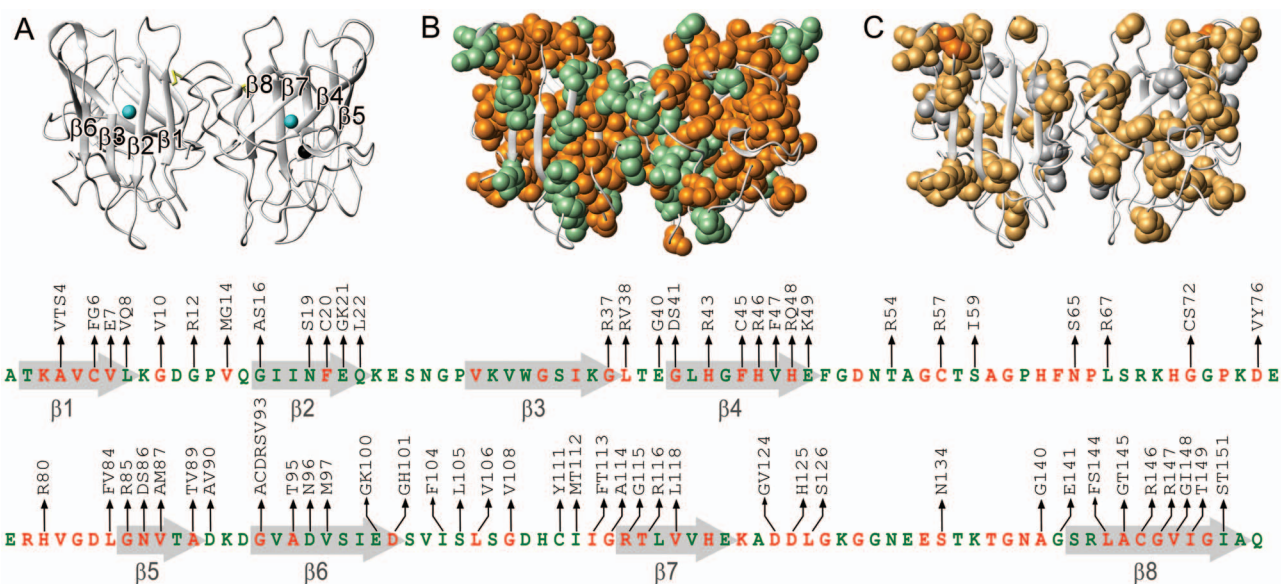 A
B
C
β6
β3
β2
β1
β8
β7
β4
β5
VTS4 FG6 E7 VQ8 V10 R12 MG14 AS16 S19 C20 GK21 L22 R37 RV38 G40 DS41 R43 C45 R46 F47 RQ48 K49 R54 R57 I59 S65 R67 CS72 VY76
ATKAVCVLKGDGPVQGIINFEQKESNGPVKVWGSIKGLTEGLHGFHVHEFGDNTAGCTSAGPHFNPLSRKHGGPKDE
β1 β2 β3 β4
R80 FV84 R85 DS86 AM87 TV89 AV90 ACDRSV93 T95 N96 M97 GK100 GH101 F104 L105 V106 V108 Y111 MT112 FT113 A114 G115 R116 L118 GV124 H125 S126 N134 G140 E141 FS144 GT145 R146 R147 GI148 T149 ST151
ERHVGDLGNVTADKDGVADVSIEDSVISLSGDHCIIGRTLVVHEKADDLGKGGNEESTKTGNAGSRLACGVIGIAQ
β5 β6 β7 β8